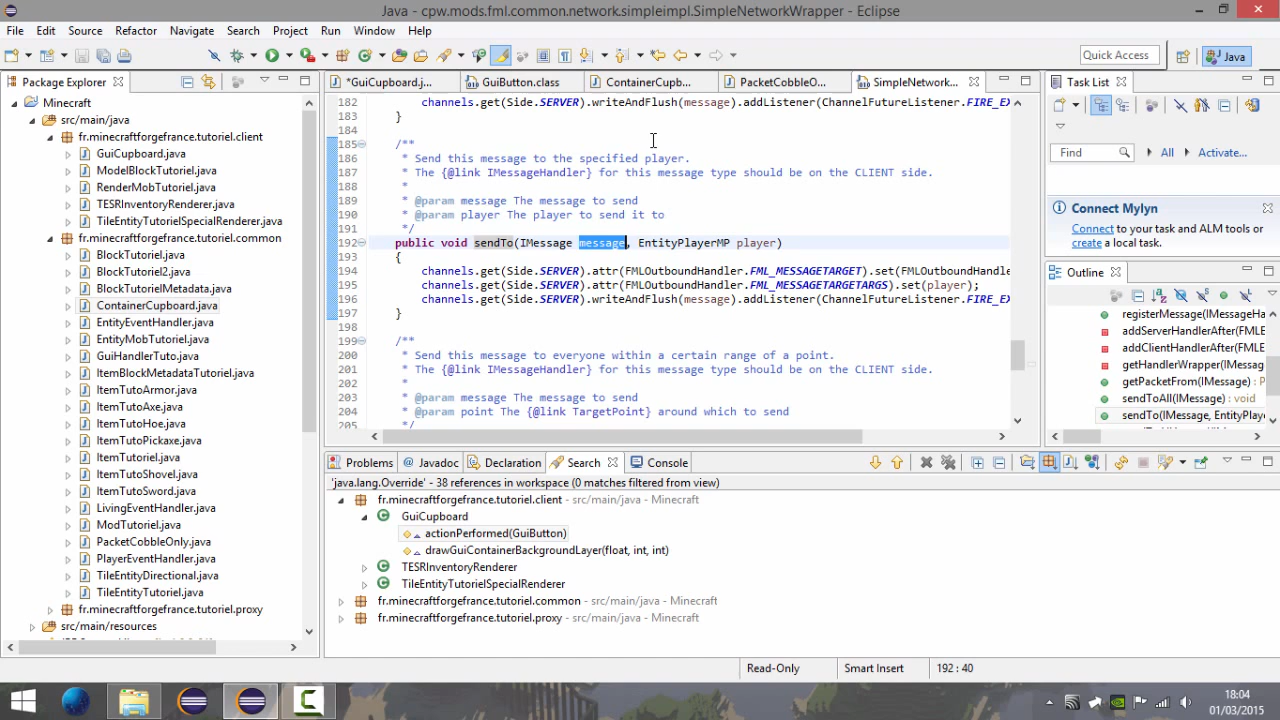 Java - cpw.mods.fml.common.network.simpleimpl.SimpleNetworkWrapper - Eclipse
File Edit Source Refactor Navigate Search Project Run Window Help
Quick Access
Java
Package Explorer
*GuiCupboard.j... GuiButton.class ContainerCupb... PacketCobbleO... SimpleNetwork...
Task List
182 channels.get(Side.SERVER).writeAndFlush(message).addListener(ChannelFutureListener.FIRE_EX
183 }
184
185 /**
186 * Send this message to the specified player.
187 * The {@link IMessageHandler} for this message type should be on the CLIENT side.
188 *
189 * @param message The message to send
190 * @param player The player to send it to
191 */
192 public void sendTo(IMessage message, EntityPlayerMP player)
193 {
194 channels.get(Side.SERVER).attr(FMLOutboundHandler.FML_MESSAGETARGET).set(FMLOutboundHandle
195 channels.get(Side.SERVER).attr(FMLOutboundHandler.FML_MESSAGETARGETARGS).set(player);
196 channels.get(Side.SERVER).writeAndFlush(message).addListener(ChannelFutureListener.FIRE_EX
197 }
198
199 /**
200 * Send this message to everyone within a certain range of a point.
201 * The {@link IMessageHandler} for this message type should be on the CLIENT side.
202 *
203 * @param message The message to send
204 * @param point The {@link TargetPoint} around which to send
205 */
Minecraft
src/main/java
fr.minecraftforgefrance.tutoriel.client
GuiCupboard.java
ModelBlockTutoriel.java
RenderMobTutoriel.java
TESRInventoryRenderer.java
TileEntityTutorielSpecialRenderer.java
fr.minecraftforgefrance.tutoriel.common
BlockTutoriel.java
BlockTutoriel2.java
BlockTutorielMetadata.java
ContainerCupboard.java
EntityEventHandler.java
EntityMobTutoriel.java
GuiHandlerTuto.java
ItemBlockMetadataTutoriel.java
ItemTutoArmor.java
ItemTutoAxe.java
ItemTutoHoe.java
ItemTutoPickaxe.java
ItemTutoriel.java
ItemTutoShovel.java
ItemTutoSword.java
LivingEventHandler.java
ModTutoriel.java
PacketCobbleOnly.java
PlayerEventHandler.java
TileEntityDirectional.java
TileEntityTutoriel.java
fr.minecraftforgefrance.tutoriel.proxy
src/main/resources
Find All Activate...
Connect Mylyn
Connect to your task and ALM tools or
create a local task.
Outline
registerMessage(IMessageHa
addServerHandlerAfter(FMLE
addClientHandlerAfter(FML
getHandlerWrapper(IMessage
getPacketFrom(IMessage) : P
sendToAll(IMessage) : void
sendTo(IMessage, EntityPlaye
Problems Javadoc Declaration Search Console
'java.lang.Override' - 38 references in workspace (0 matches filtered from view)
fr.minecraftforgefrance.tutoriel.client - src/main/java - Minecraft
GuiCupboard
actionPerformed(GuiButton)
drawGuiContainerBackgroundLayer(float, int, int)
TESRInventoryRenderer
TileEntityTutorielSpecialRenderer
fr.minecraftforgefrance.tutoriel.common - src/main/java - Minecraft
fr.minecraftforgefrance.tutoriel.proxy - src/main/java - Minecraft
Read-Only Smart Insert 192 : 40
18:04
01/03/2015